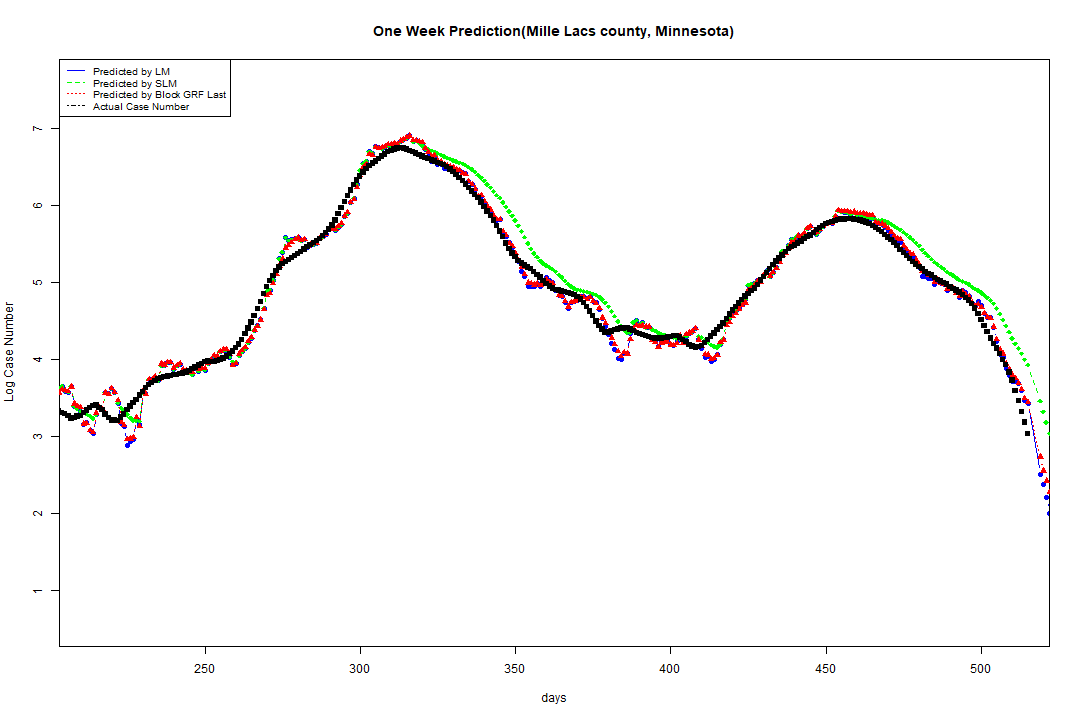 One Week Prediction(Mille Lacs county, Minnesota)
Predicted by LM
Predicted by SLM
Predicted by Block GRF Last
Actual Case Number
7
6
5
4
3
2
1
Log Case Number
250 300 350 400 450 500
days